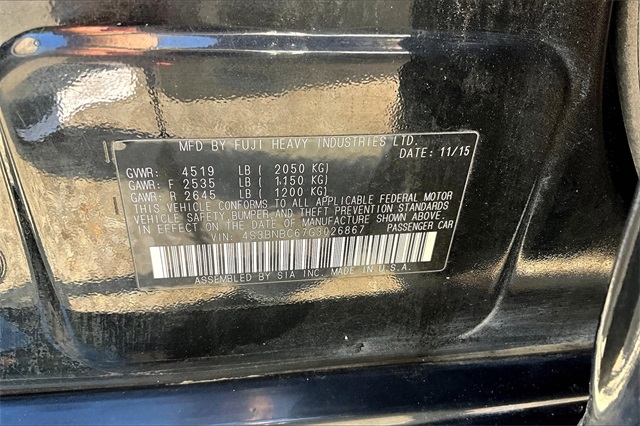 MFD BY FUJI HEAVY INDUSTRIES LTD.
DATE: 11/15
GVWR: 4519 LB ( 2050 KG)
GAWR: F 2535 LB ( 1150 KG)
GAWR: R 2645 LB ( 1200 KG)
THIS VEHICLE CONFORMS TO ALL APPLICABLE FEDERAL MOTOR
VEHICLE SAFETY, BUMPER AND THEFT PREVENTION STANDARDS
IN EFFECT ON THE DATE OF MANUFACTURE SHOWN ABOVE.
VIN: 4S3BNBC67G3026867 PASSENGER CAR
ASSEMBLED BY SIA INC. MADE IN U.S.A.